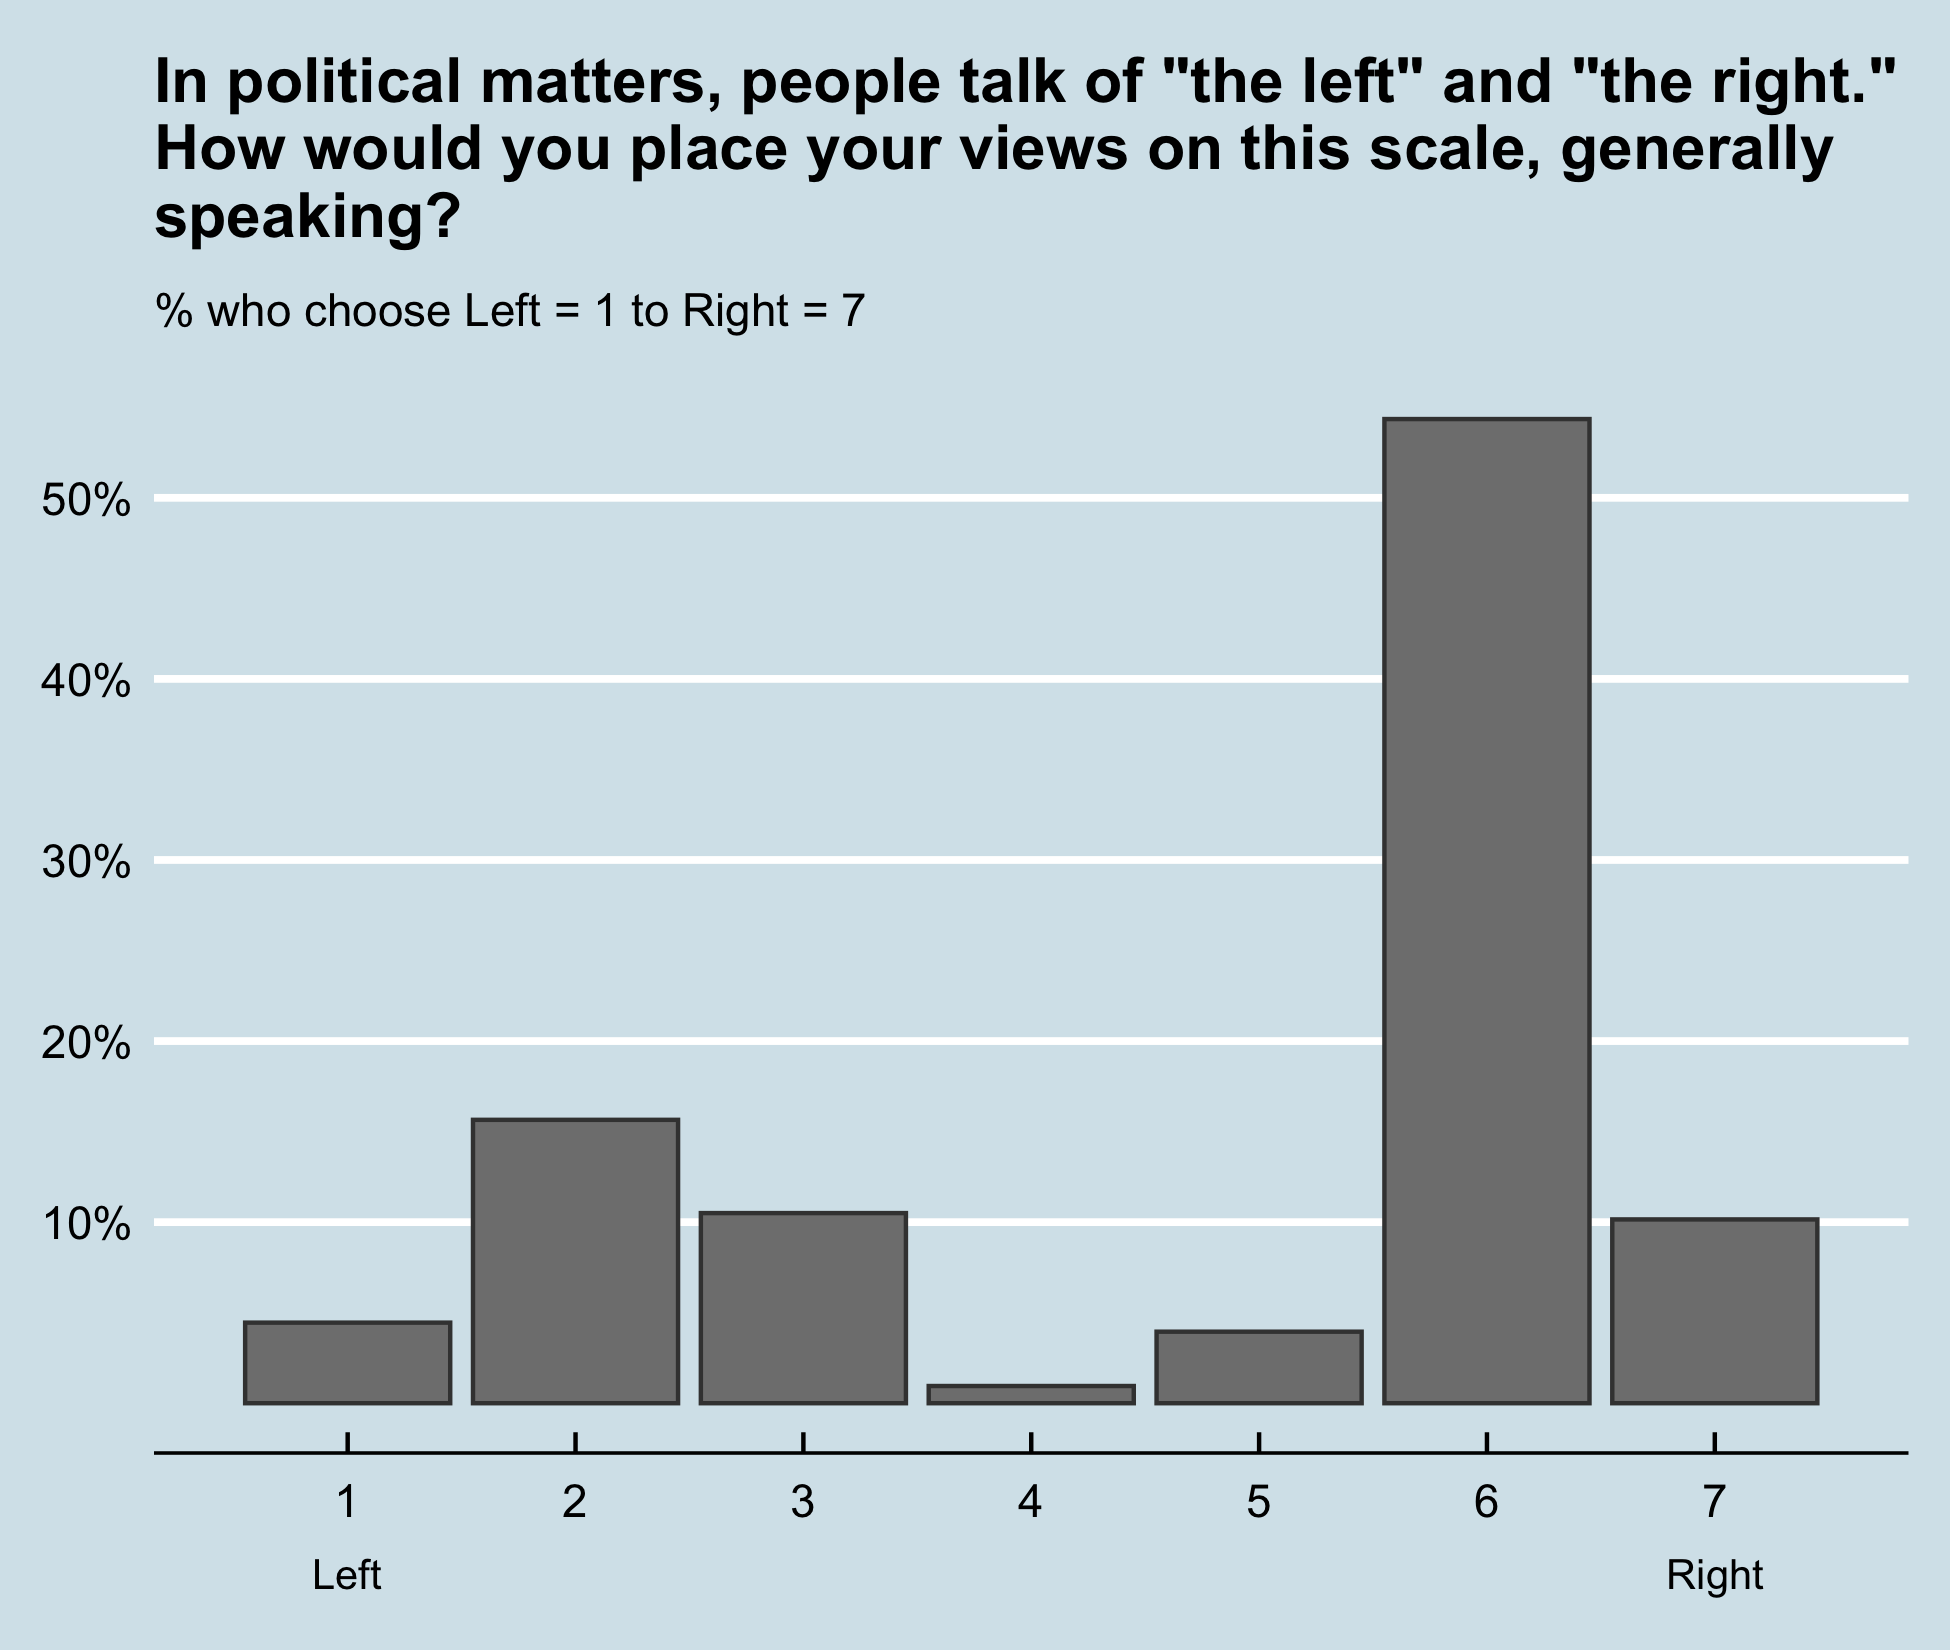 In political matters, people talk of "the left" and "the right."
How would you place your views on this scale, generally
speaking?
% who choose Left = 1 to Right = 7
50%
40%
30%
20%
10%
1 2 3 4 5 6 7
Left Right